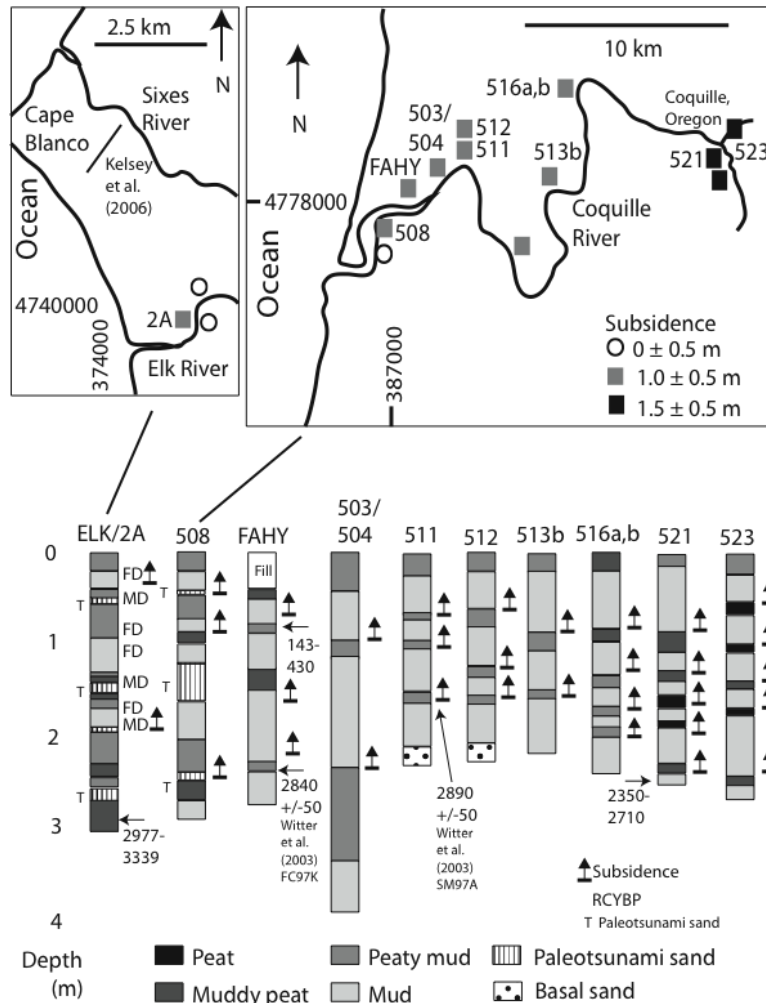 2.5 km
N
Cape
Blanco
Sixes
River
Kelsey
et al.
(2006)
Ocean
4740000
374000
2A
Elk River
10 km
N
516a,b
503/
504
512
511
FAHY
513b
Coquille,
Oregon
521
523
4778000
508
Coquille
River
Ocean
387000
Subsidence
0 ± 0.5 m
1.0 ± 0.5 m
1.5 ± 0.5 m
503/
ELK/2A 508 FAHY 504 511 512 513b 516a,b 521 523
0
1
2
3
4
Depth
(m)
FD
MD
FD
FD
MD
FD
MD
T
T
T
T
T
T
Fill
143-
430
2977-
3339
2840
+/-50
Witter
et al.
(2003)
FC97K
2890
+/-50
Witter
et al.
(2003)
SM97A
2350-
2710
Subsidence
RCYBP
T Paleotsunami sand
Peat
Peaty mud
Paleotsunami sand
Muddy peat
Mud
Basal sand